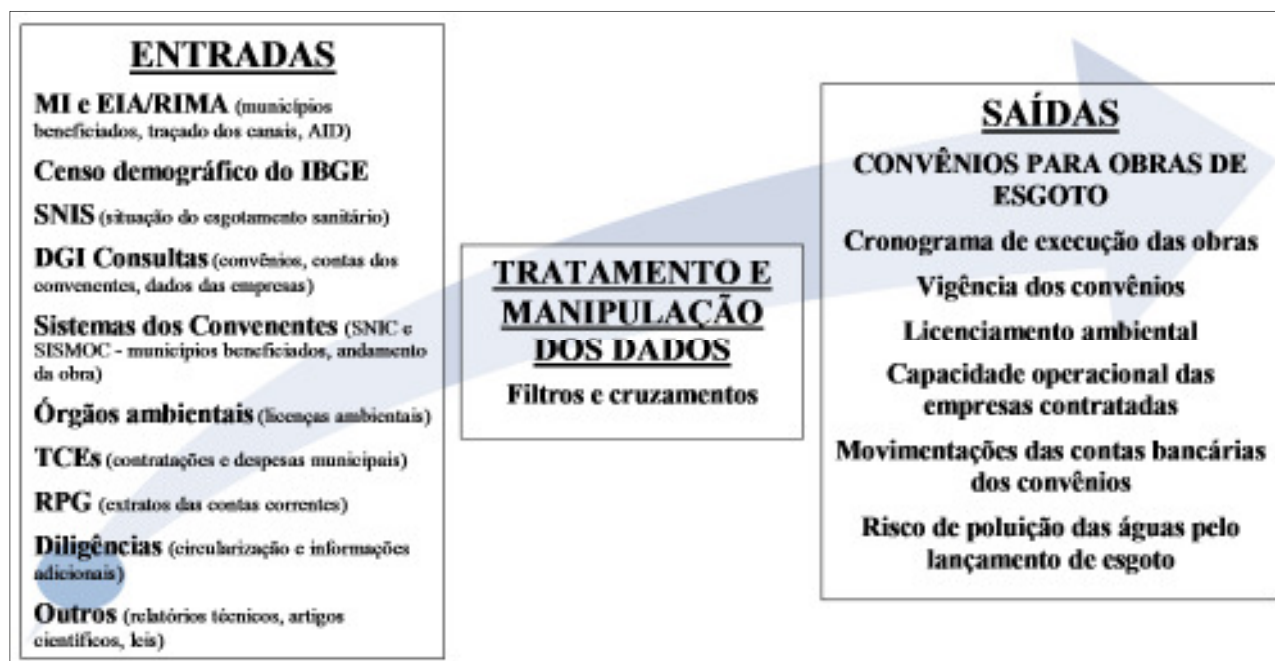 ENTRADAS
MI e EIA/RIMA (municípios
beneficiados, traçado dos canais, AID)
Censo demográfico do IBGE
SNIS (situação do esgotamento sanitário)
DGI Consultas (convênios, contas dos
convenentes, dados das empresas)
Sistemas dos Convenentes (SNIC e
SISMOC - municípios beneficiados, andamento
da obra)
Órgãos ambientais (licenças ambientais)
TCEs (contratações e despesas municipais)
RPG (extratos das contas correntes)
Diligências (circularização e informações
adicionais)
Outros (relatórios técnicos, artigos
científicos, leis)
TRATAMENTO E
MANIPULAÇÃO
DOS DADOS
Filtros e cruzamentos
SAÍDAS
CONVÊNIOS PARA OBRAS DE
ESGOTO
Cronograma de execução das obras
Vigência dos convênios
Licenciamento ambiental
Capacidade operacional das
empresas contratadas
Movimentações das contas bancárias
dos convênios
Risco de poluição das águas pelo
lançamento de esgoto